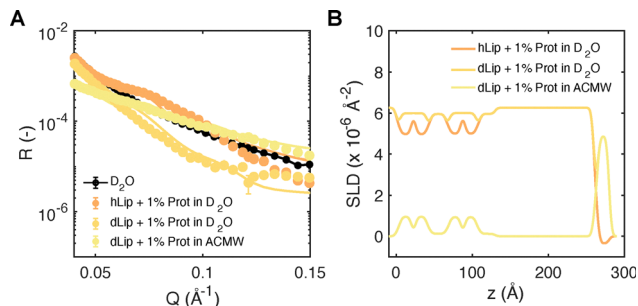 A
R (-)
10⁻²
10⁻⁴
10⁻⁶
D₂O
hLip + 1% Prot in D₂O
dLip + 1% Prot in D₂O
dLip + 1% Prot in ACMW
0.05
0.1
0.15
Q (Å⁻¹)
B
SLD (x 10⁻⁶ Å⁻²)
10
8
6
4
2
0
hLip + 1% Prot in D₂O
dLip + 1% Prot in D₂O
dLip + 1% Prot in ACMW
0
100
200
300
z (Å)